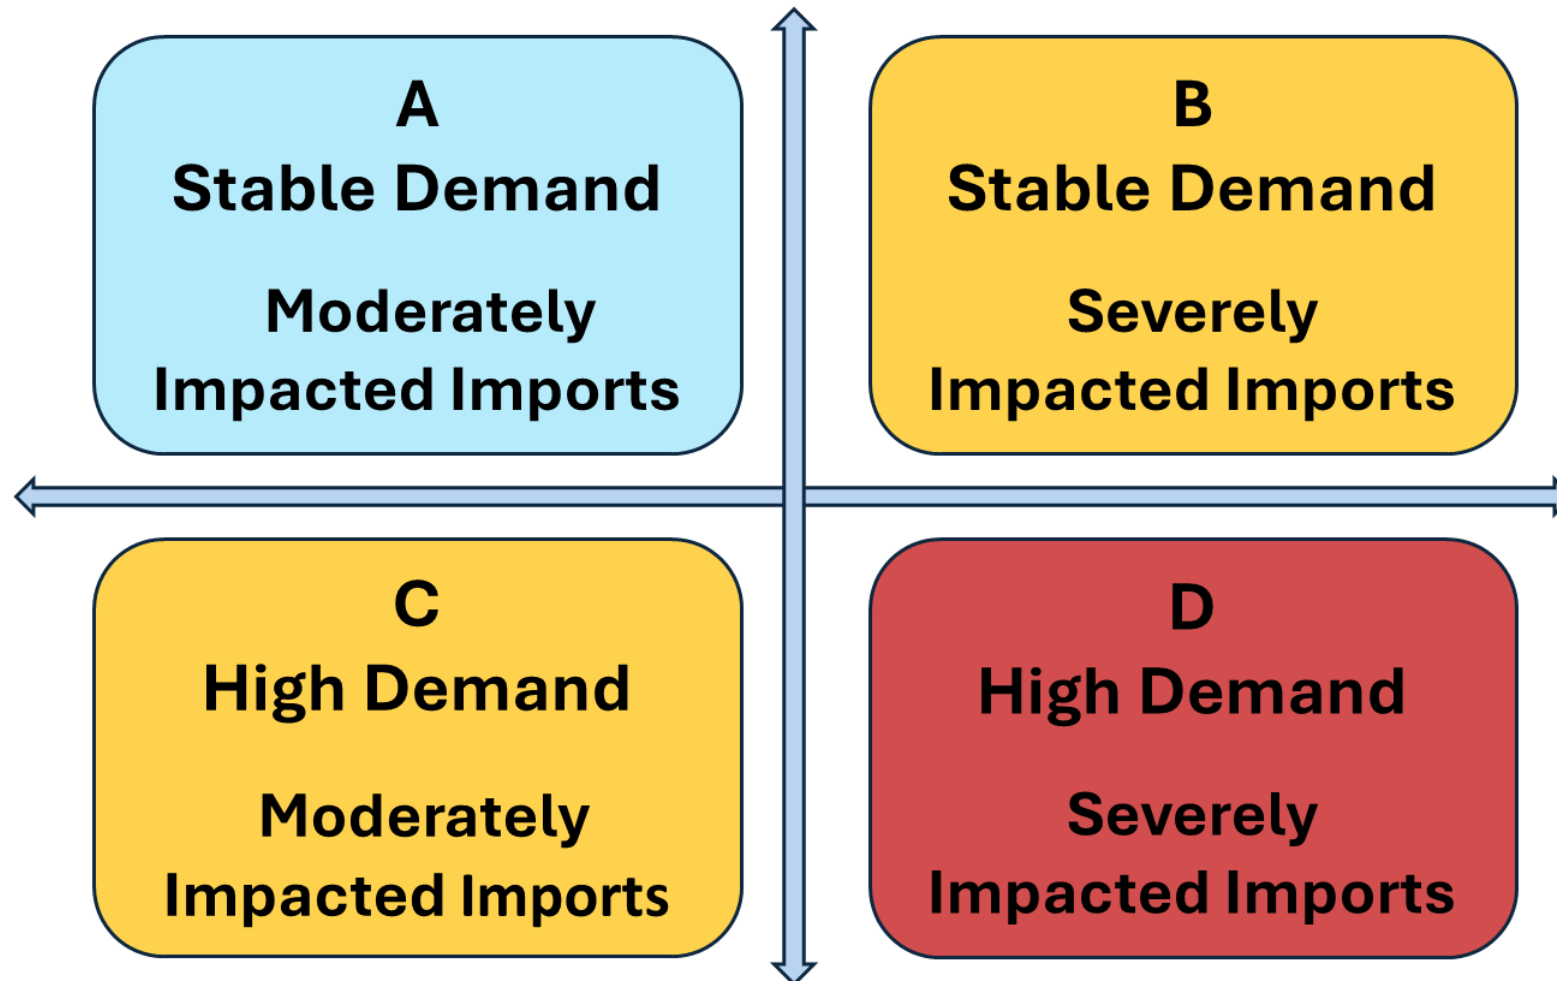 A
Stable Demand
Moderately
Impacted Imports
B
Stable Demand
Severely
Impacted Imports
C
High Demand
Moderately
Impacted Imports
D
High Demand
Severely
Impacted Imports